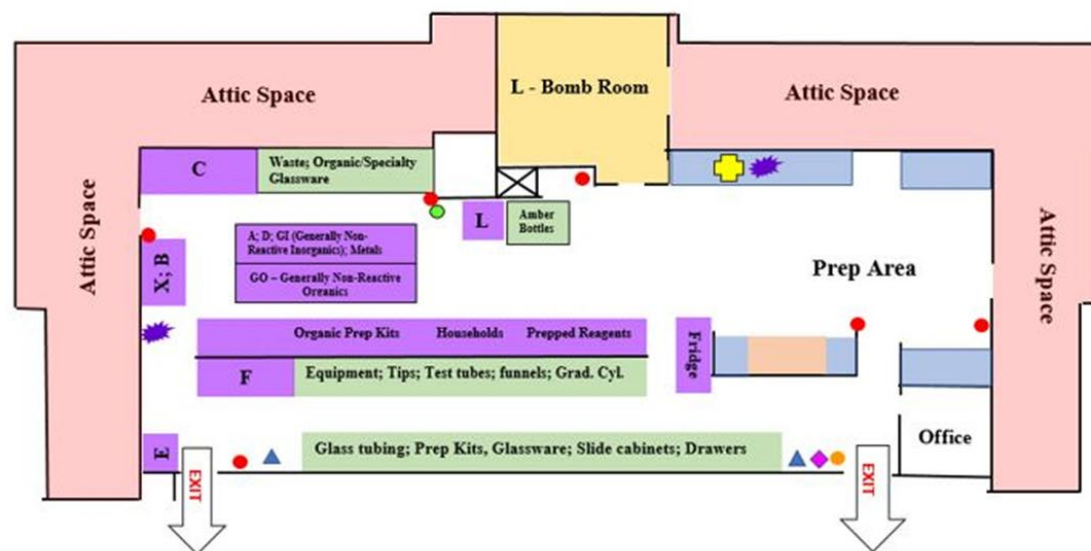 L - Bomb Room
Attic Space
Attic Space
C
Waste; Organic/Specialty
Glassware
L
Amber
Bottles
A; D; GI (Generally Non-
Reactive Inorganics); Metals
GO – Generally Non-Reactive
Oreanics
Attic Space
X; B
Prep Area
Attic Space
Organic Prep Kits Households Prepped Reagents
F
Equipment; Tips; Test tubes; funnels; Grad. Cyl.
Fridge
E
Glass tubing; Prep Kits, Glassware; Slide cabinets; Drawers
Office
EXIT
EXIT